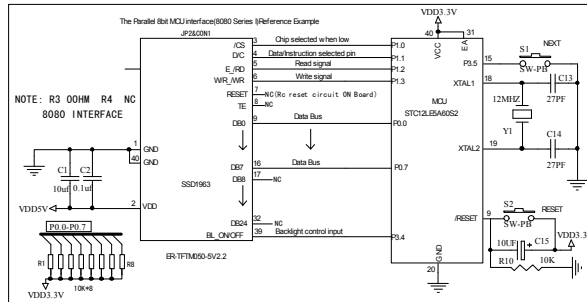 The Parallel 8bit MCU interface(8080 Series I)Reference Example
JP2&CON1
VDD3.3V
NOTE: R3 0OHM R4 NC
8080 INTERFACE
/CS 3 Chip selected when low P1.0
D/C 4 Data/Instruction selected pin P1.1
E_/RD 5 Read signal P1.2
W/R_/WR 6 Write signal P1.3
RESET 7 NC(Rc reset circuit ON Board)
TE 8 NC
DB0 9 Data Bus P0.0
DB7 16 Data Bus P0.7
DB8 17 NC
DB24 32 NC
BL_ON/OFF 39 Backlight control input P3.4
1 GND
40 GND
2 VDD
SSD1963
ER-TFTM050-5V2.2
C1 C2
10uf 0.1uf
VDD5V
P0.0-P0.7
R1 R8
10K*8
VDD3.3V
40 31
VCC EA
MCU
STC12LE5A60S2
P3.5 15
XTAL1 18
XTAL2 19
/RESET 9
GND
20
S1 NEXT
SW-PB
C13
27PF
12MHZ
Y1
C14
27PF
S2 RESET
SW-PB
10UF + C15
VDD3.3V
R10 10K